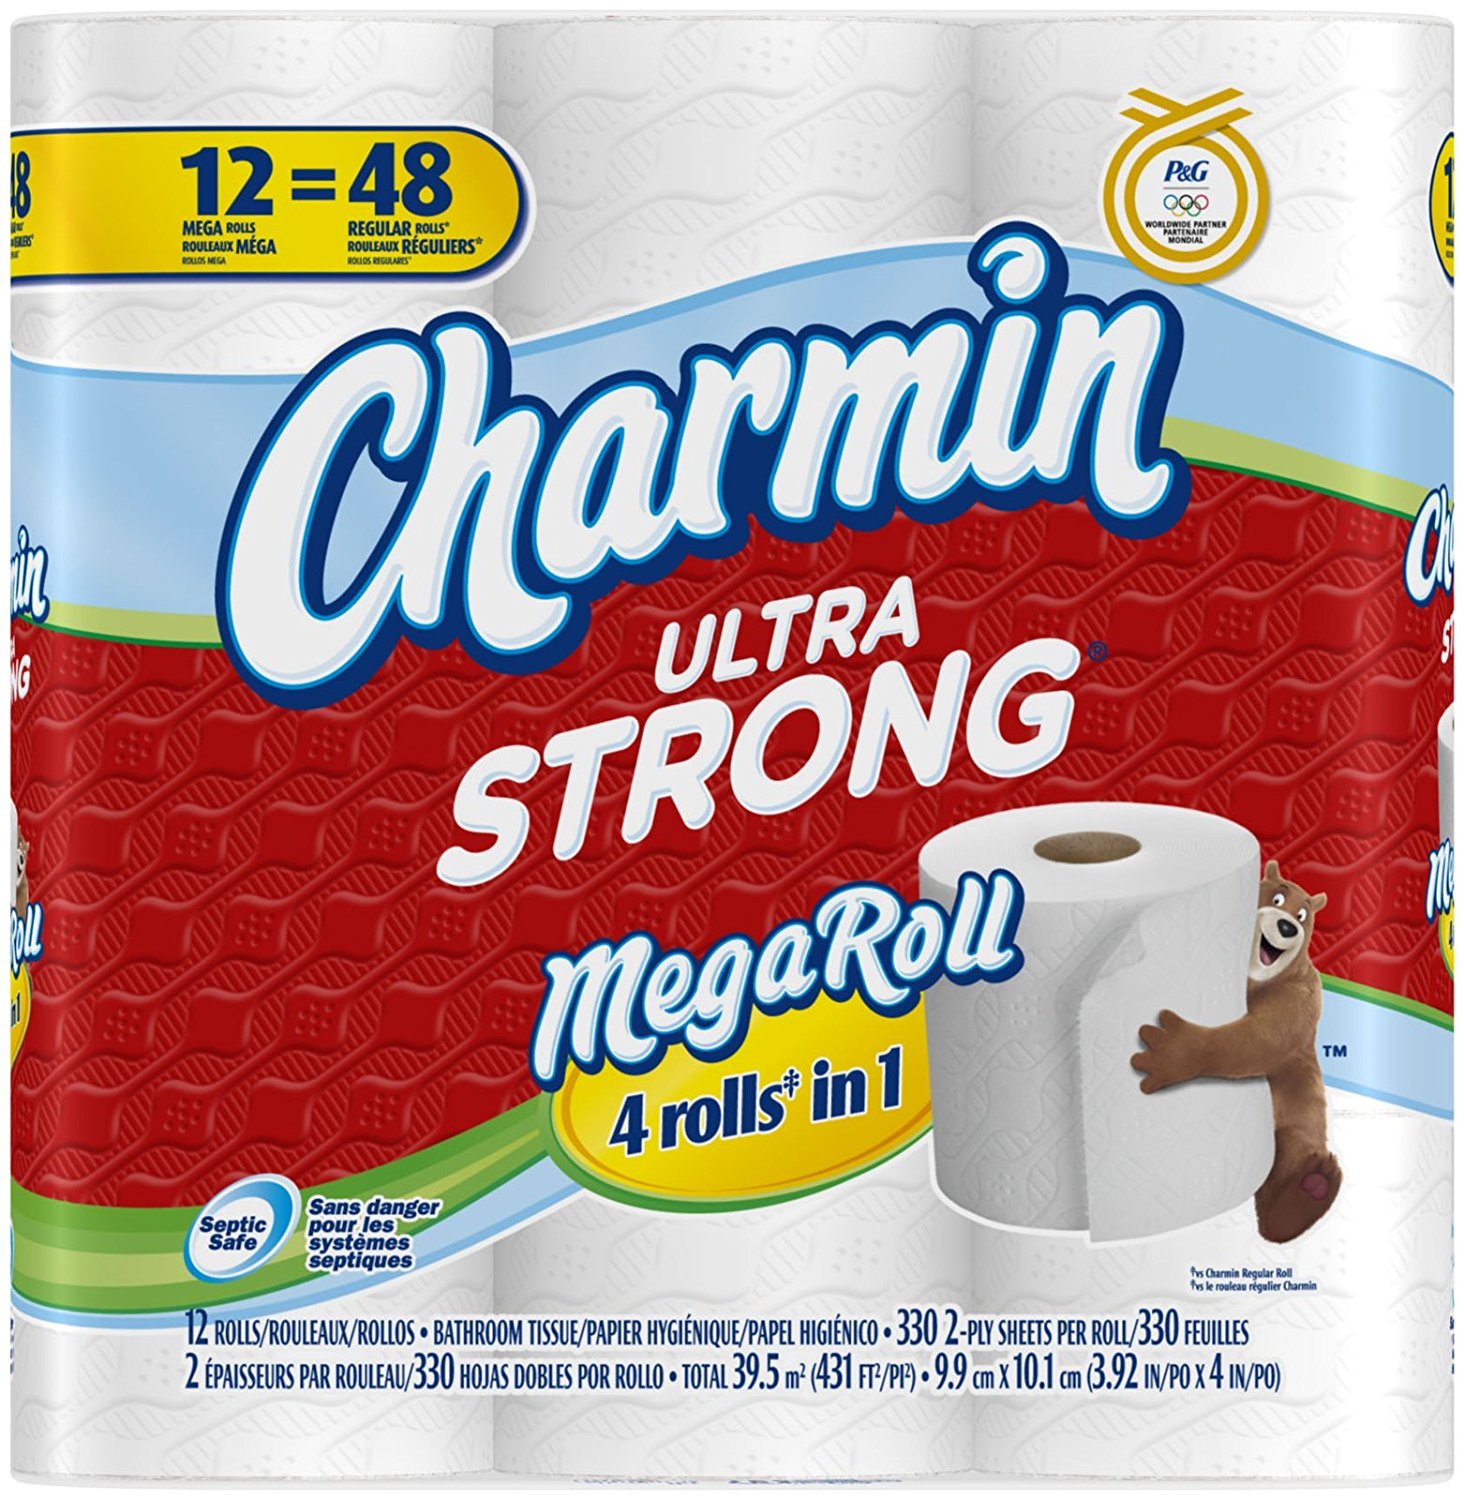 12 = 48
MEGA ROLLS
ROULEAUX MÉGA
ROLLOS MEGA
REGULAR ROLLS*
ROULEAUX RÉGULIERS*
ROLLOS REGULARES*
48
P&G
WORLDWIDE PARTNER
PARTENAIRE
MONDIAL
Charmin
ULTRA
STRONG®
MegaRoll
4 rolls‡ in 1
TM
Septic
Safe
Sans danger
pour les
systèmes
septiques
‡vs Charmin Regular Roll
‡vs le rouleau régulier Charmin
12 ROLLS/ROULEAUX/ROLLOS • BATHROOM TISSUE/PAPIER HYGIÉNIQUE/PAPEL HIGIÉNICO • 330 2-PLY SHEETS PER ROLL/330 FEUILLES
2 ÉPAISSEURS PAR ROULEAU/330 HOJAS DOBLES POR ROLLO • TOTAL 39.5 m² (431 FT²/PI²) • 9.9 cm X 10.1 cm (3.92 IN/PO X 4 IN/PO)